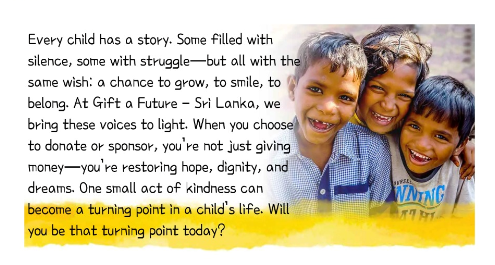 Every child has a story. Some filled with
silence, some with struggle—but all with the
same wish: a chance to grow, to smile, to
belong. At Gift a Future – Sri Lanka, we
bring these voices to light. When you choose
to donate or sponsor, you're not just giving
money—you're restoring hope, dignity, and
dreams. One small act of kindness can
become a turning point in a child's life. Will
you be that turning point today?